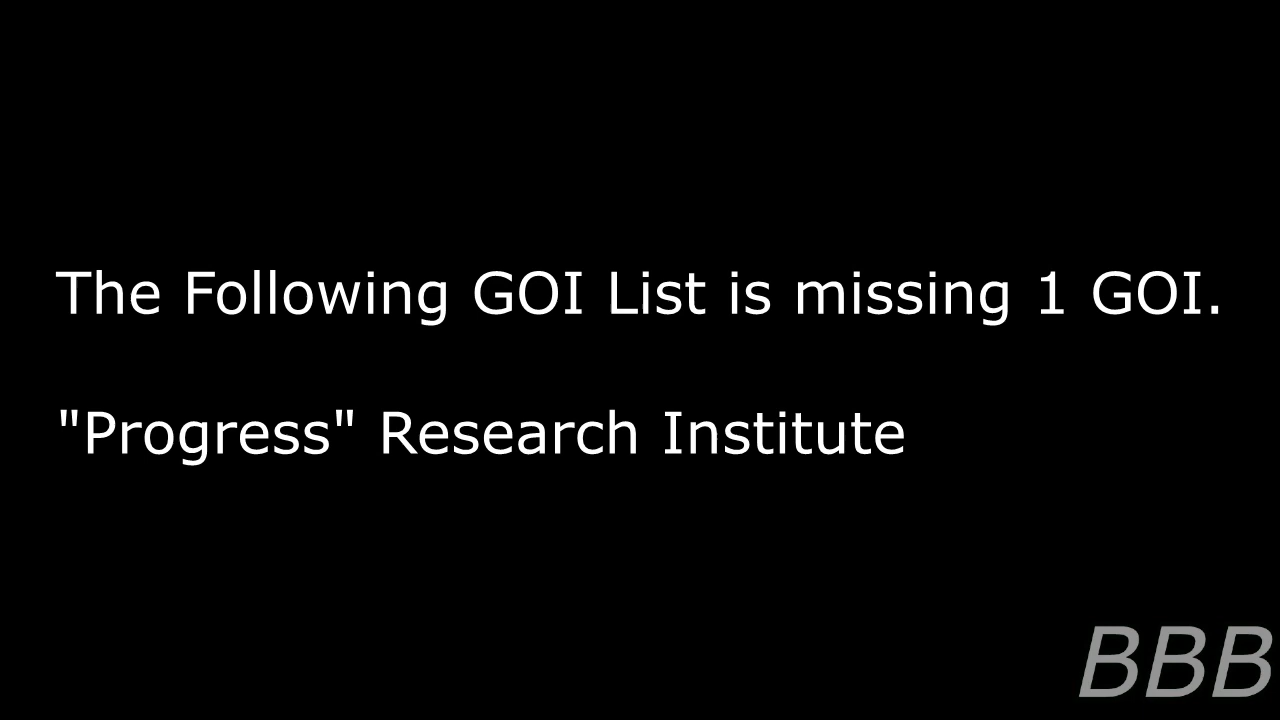 The Following GOI List is missing 1 GOI.
"Progress" Research Institute
BBB